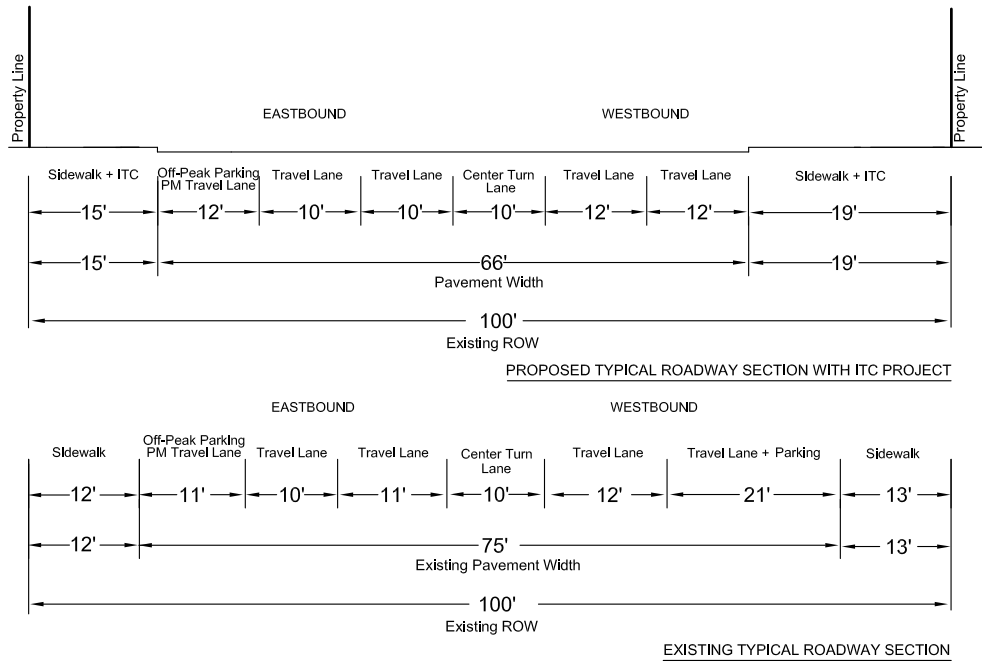 Property Line
Property Line
EASTBOUND
WESTBOUND
Sidewalk + ITC
Off-Peak Parking
PM Travel Lane
Travel Lane
Travel Lane
Center Turn
Lane
Travel Lane
Travel Lane
Sidewalk + ITC
15'
12'
10'
10'
10'
12'
12'
19'
15'
66'
19'
Pavement Width
100'
Existing ROW
PROPOSED TYPICAL ROADWAY SECTION WITH ITC PROJECT
EASTBOUND
WESTBOUND
Sidewalk
Off-Peak Parking
PM Travel Lane
Travel Lane
Travel Lane
Center Turn
Lane
Travel Lane
Travel Lane + Parking
Sidewalk
12'
11'
10'
11'
10'
12'
21'
13'
12'
75'
13'
Existing Pavement Width
100'
Existing ROW
EXISTING TYPICAL ROADWAY SECTION